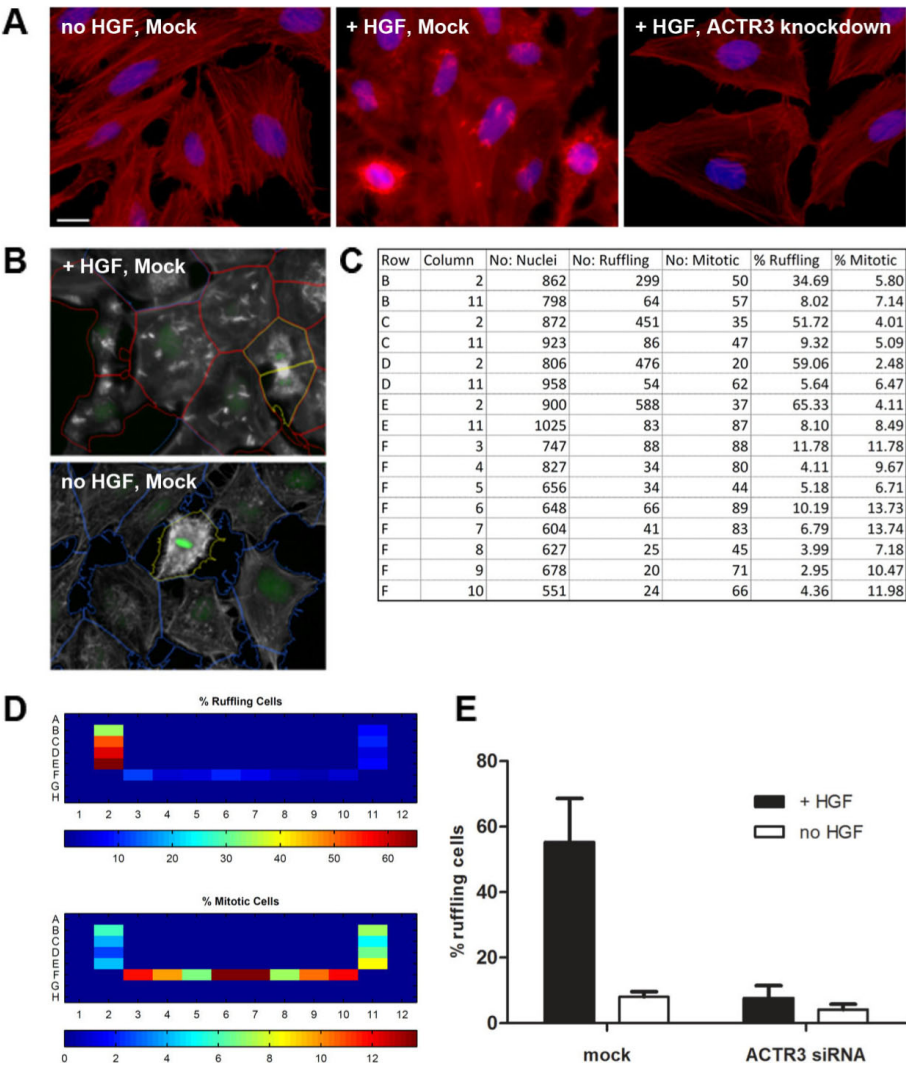 A
no HGF, Mock
+ HGF, Mock
+ HGF, ACTR3 knockdown
B
+ HGF, Mock
no HGF, Mock
C
Row Column No: Nuclei No: Ruffling No: Mitotic % Ruffling % Mitotic
B 2 862 299 50 34.69 5.80
B 11 798 64 57 8.02 7.14
C 2 872 451 35 51.72 4.01
C 11 923 86 47 9.32 5.09
D 2 806 476 20 59.06 2.48
D 11 958 54 62 5.64 6.47
E 2 900 588 37 65.33 4.11
E 11 1025 83 87 8.10 8.49
F 3 747 88 88 11.78 11.78
F 4 827 34 80 4.11 9.67
F 5 656 34 44 5.18 6.71
F 6 648 66 89 10.19 13.73
F 7 604 41 83 6.79 13.74
F 8 627 25 45 3.99 7.18
F 9 678 20 71 2.95 10.47
F 10 551 24 66 4.36 11.98
D
% Ruffling Cells
A
B
C
D
E
F
G
H
1 2 3 4 5 6 7 8 9 10 11 12
10 20 30 40 50 60
% Mitotic Cells
A
B
C
D
E
F
G
H
1 2 3 4 5 6 7 8 9 10 11 12
0 2 4 6 8 10 12
E
% ruffling cells
80
60
40
20
0
+ HGF
no HGF
mock ACTR3 siRNA